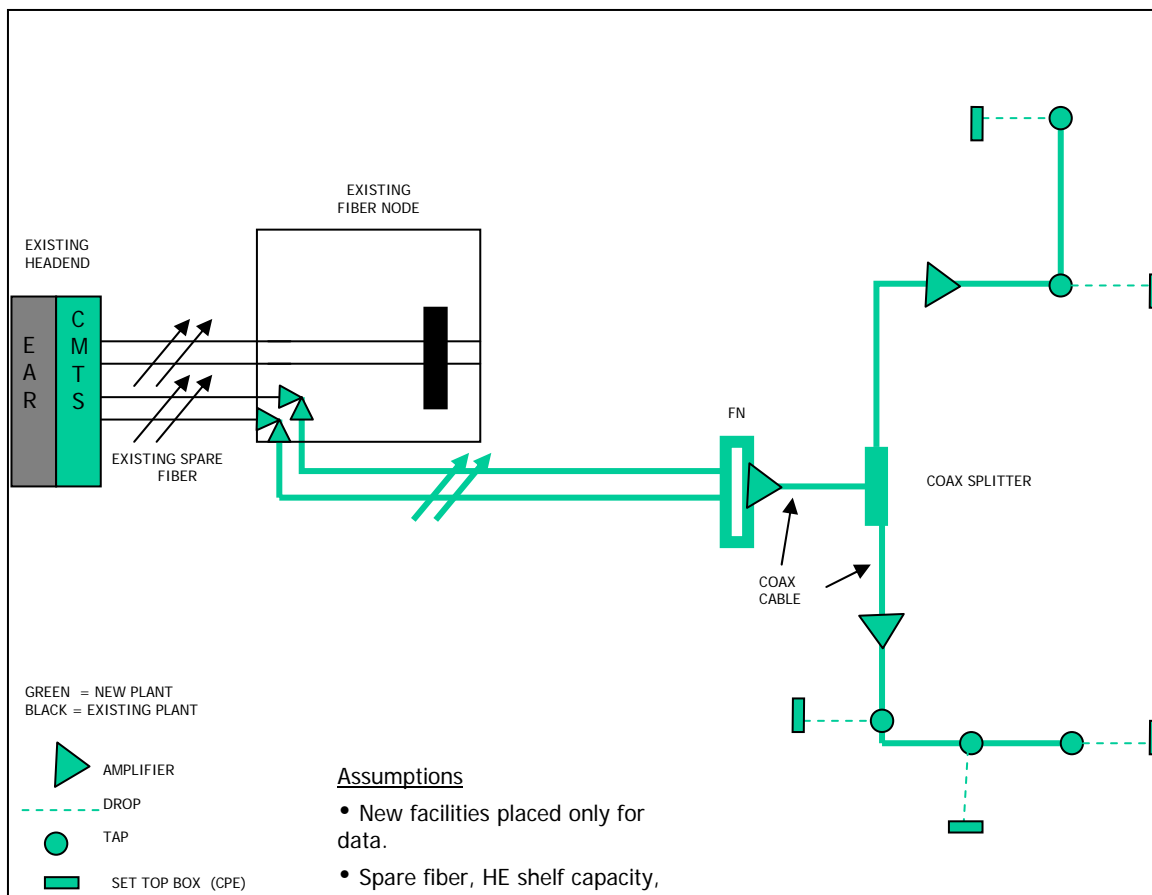 EXISTING
FIBER NODE
EXISTING
HEADEND
EAR
CMTS
EXISTING SPARE
FIBER
FN
COAX SPLITTER
COAX
CABLE
GREEN = NEW PLANT
BLACK = EXISTING PLANT
AMPLIFIER
DROP
TAP
SET TOP BOX (CPE)
Assumptions
• New facilities placed only for
data.
• Spare fiber, HE shelf capacity,